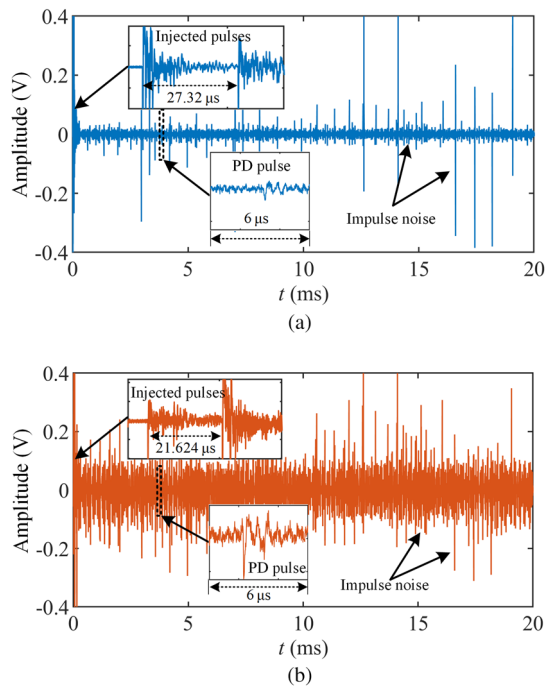 0.4
Injected pulses
0.2
27.32 μs
Amplitude (V)
0
PD pulse
-0.2
6 μs
Impulse noise
-0.4
0
5
10
15
20
t (ms)
(a)
0.4
Injected pulses
0.2
21.624 μs
Amplitude (V)
0
-0.2
PD pulse
6 μs
Impulse noise
-0.4
0
5
10
15
20
t (ms)
(b)